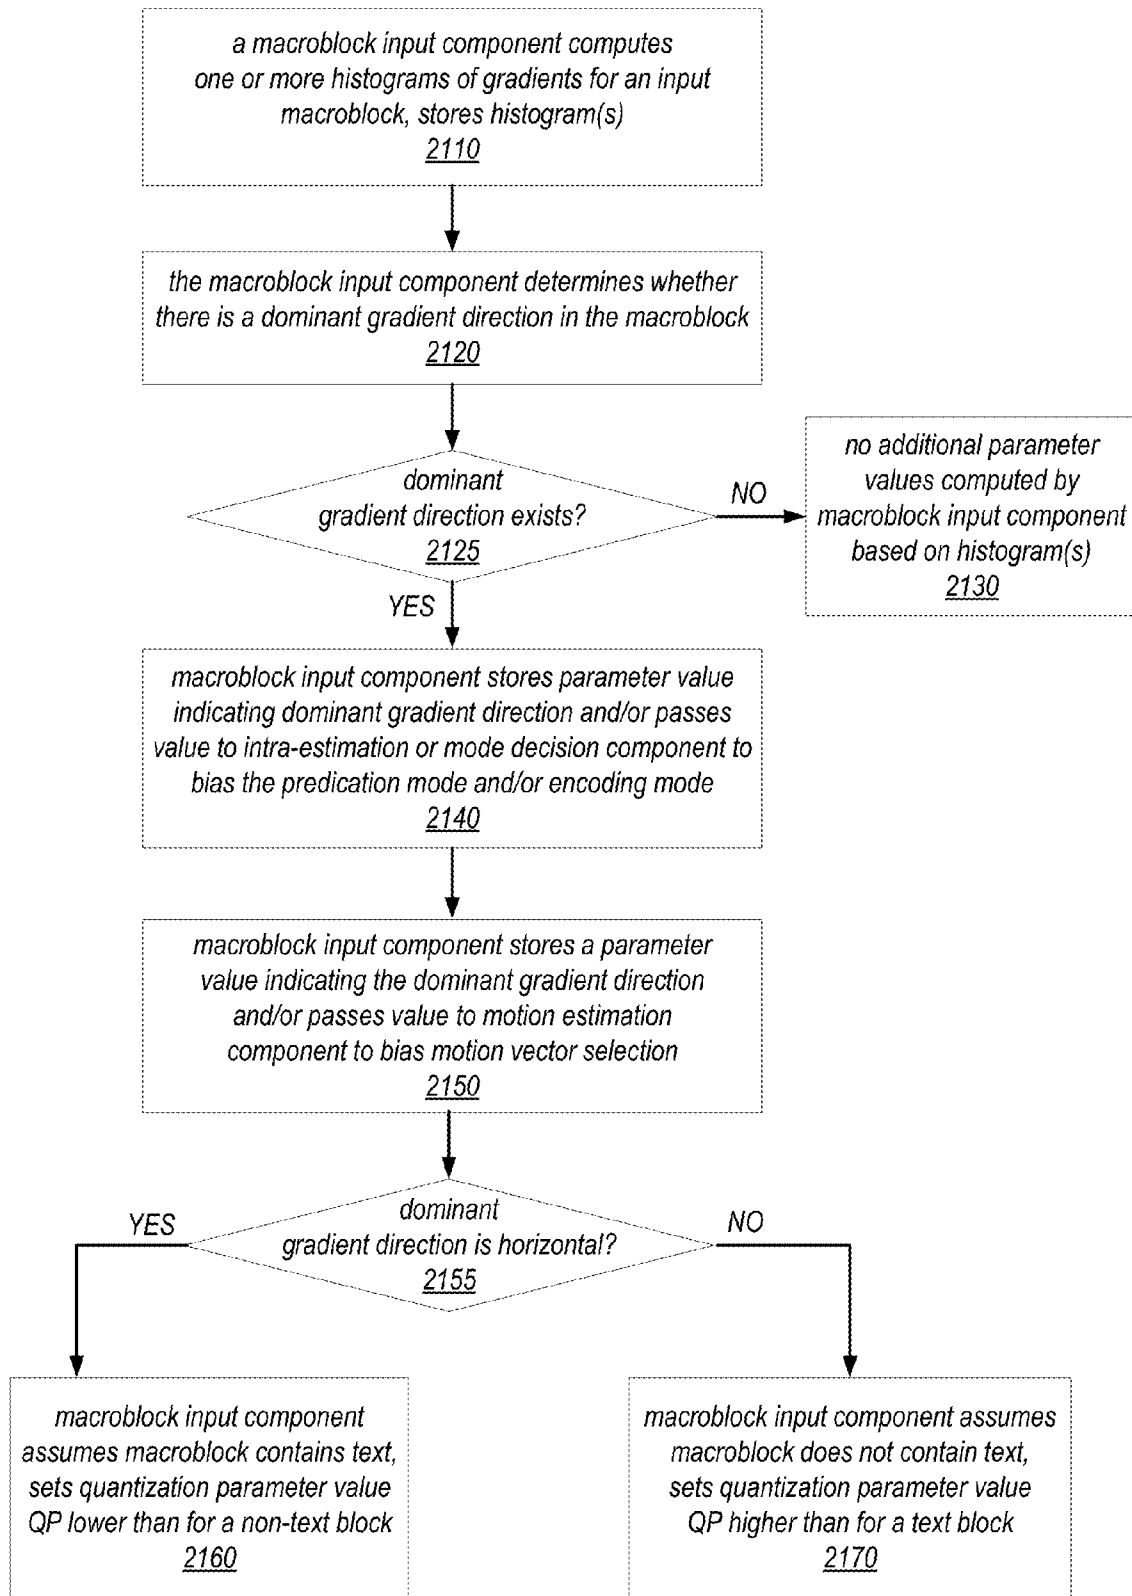 a macroblock input component computes
one or more histograms of gradients for an input
macroblock, stores histogram(s)
2110
the macroblock input component determines whether
there is a dominant gradient direction in the macroblock
2120
dominant
gradient direction exists?
2125
NO
no additional parameter
values computed by
macroblock input component
based on histogram(s)
2130
YES
macroblock input component stores parameter value
indicating dominant gradient direction and/or passes
value to intra-estimation or mode decision component to
bias the predication mode and/or encoding mode
2140
macroblock input component stores a parameter
value indicating the dominant gradient direction
and/or passes value to motion estimation
component to bias motion vector selection
2150
YES
dominant
gradient direction is horizontal?
2155
NO
macroblock input component
assumes macroblock contains text,
sets quantization parameter value
QP lower than for a non-text block
2160
macroblock input component assumes
macroblock does not contain text,
sets quantization parameter value
QP higher than for a text block
2170